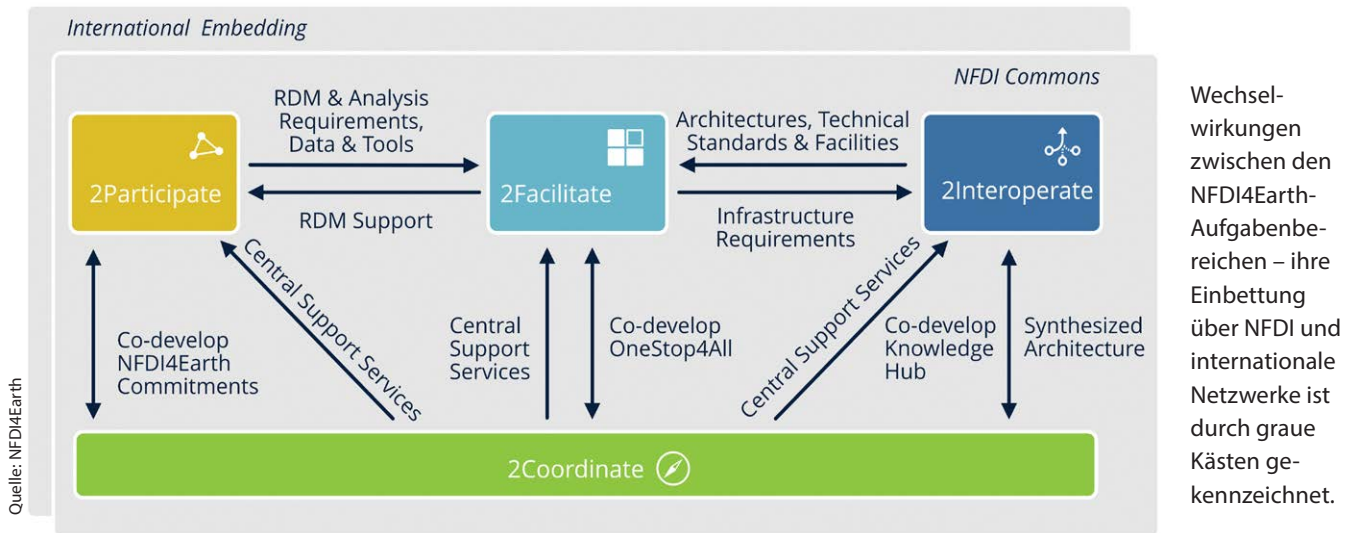 International Embedding
NFDI Commons
RDM & Analysis
Requirements,
Data & Tools
Architectures, Technical
Standards & Facilities
2Participate
2Facilitate
2Interoperate
RDM Support
Infrastructure
Requirements
Co-develop
NFDI4Earth
Commitments
Central Support Services
Central
Support
Services
Co-develop
OneStop4All
Central Support Services
Co-develop
Knowledge
Hub
Synthesized
Architecture
2Coordinate
Quelle: NFDI4Earth
Wechsel-
wirkungen
zwischen den
NFDI4Earth-
Aufgabenbe-
reichen – ihre
Einbettung
über NFDI und
internationale
Netzwerke ist
durch graue
Kästen ge-
kennzeichnet.